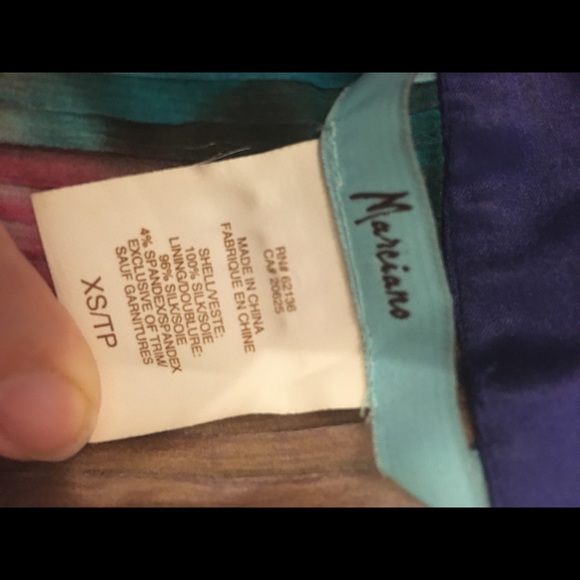 Marciano
RN# 62136
CA# 20625
MADE IN CHINA
FABRIQUE EN CHINE
SHELL/VESTE:
100% SILK/SOIE
LINING/DOUBLURE:
96% SILK/SOIE
4% SPANDEX/SPANDEX
EXCLUSIVE OF TRIM/
SAUF GARNITURES
XS/TP